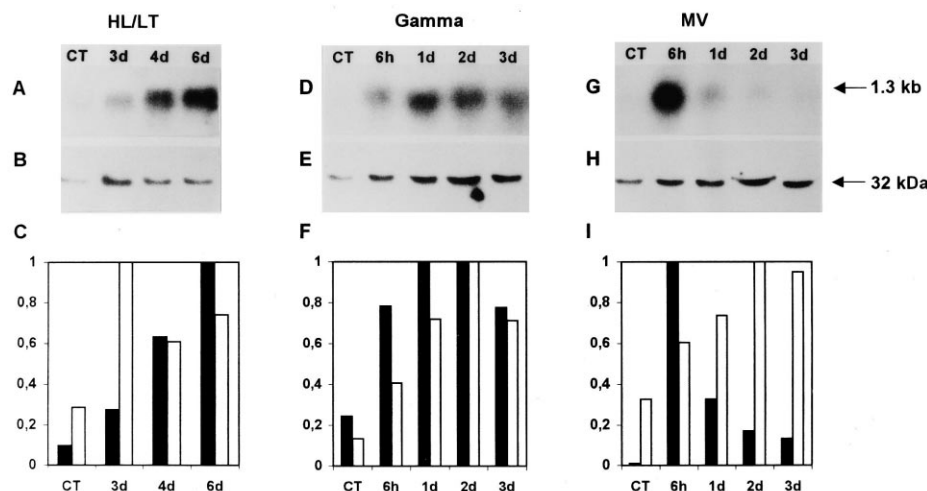 HL/LT
Gamma
MV
CT 3d 4d 6d
CT 6h 1d 2d 3d
CT 6h 1d 2d 3d
A
D
G
1.3 kb
B
E
H
32 kDa
C
F
I
1
0,8
0,6
0,4
0,2
0
CT 3d 4d 6d
1
0,8
0,6
0,4
0,2
0
CT 6h 1d 2d 3d
1
0,8
0,6
0,4
0,2
0
CT 6h 1d 2d 3d